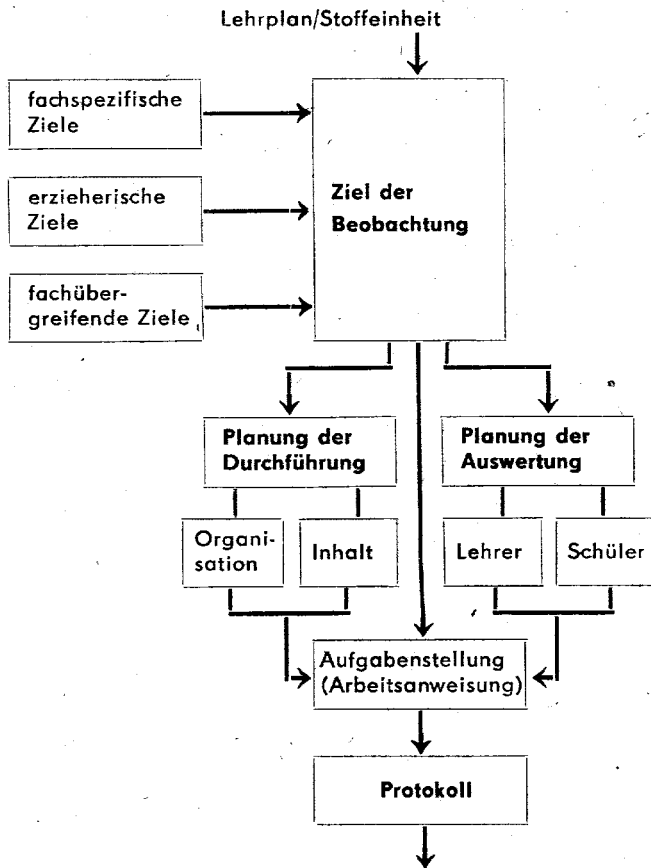 Lehrplan/Stoffeinheit
fachspezifische
Ziele
erzieherische
Ziele
fachüber-
greifende Ziele
Ziel der
Beobachtung
Planung der
Durchführung
Planung der
Auswertung
Organi-
sation
Inhalt
Lehrer
Schüler
Aufgabenstellung
(Arbeitsanweisung)
Protokoll